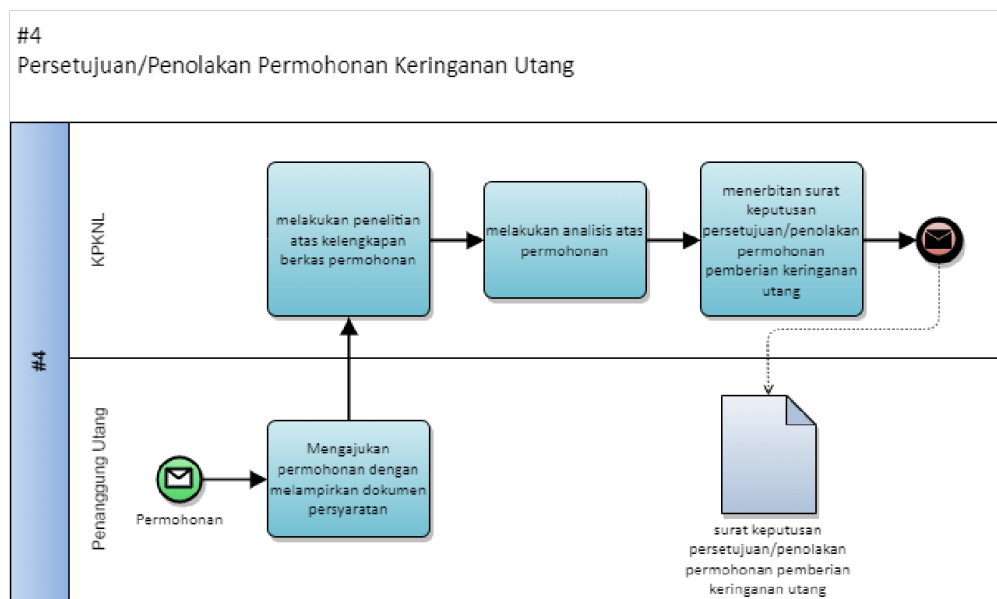 #4
Persetujuan/Penolakan Permohonan Keringanan Utang
#4
KPKNL
melakukan penelitian
atas kelengkapan
berkas permohonan
melakukan analisis atas
permohonan
menerbitan surat
keputusan
persetujuan/penolakan
permohonan
pemberian keringanan
utang
Penanggung Utang
Permohonan
Mengajukan
permohonan dengan
melampirkan dokumen
persyaratan
surat keputusan
persetujuan/penolakan
permohonan pemberian
keringanan utang